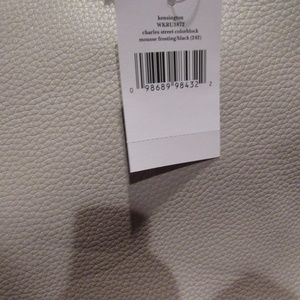 kensington
WKRU3872
charles street colorblock
mousse frosting/black (242)
0 98689 98432 2